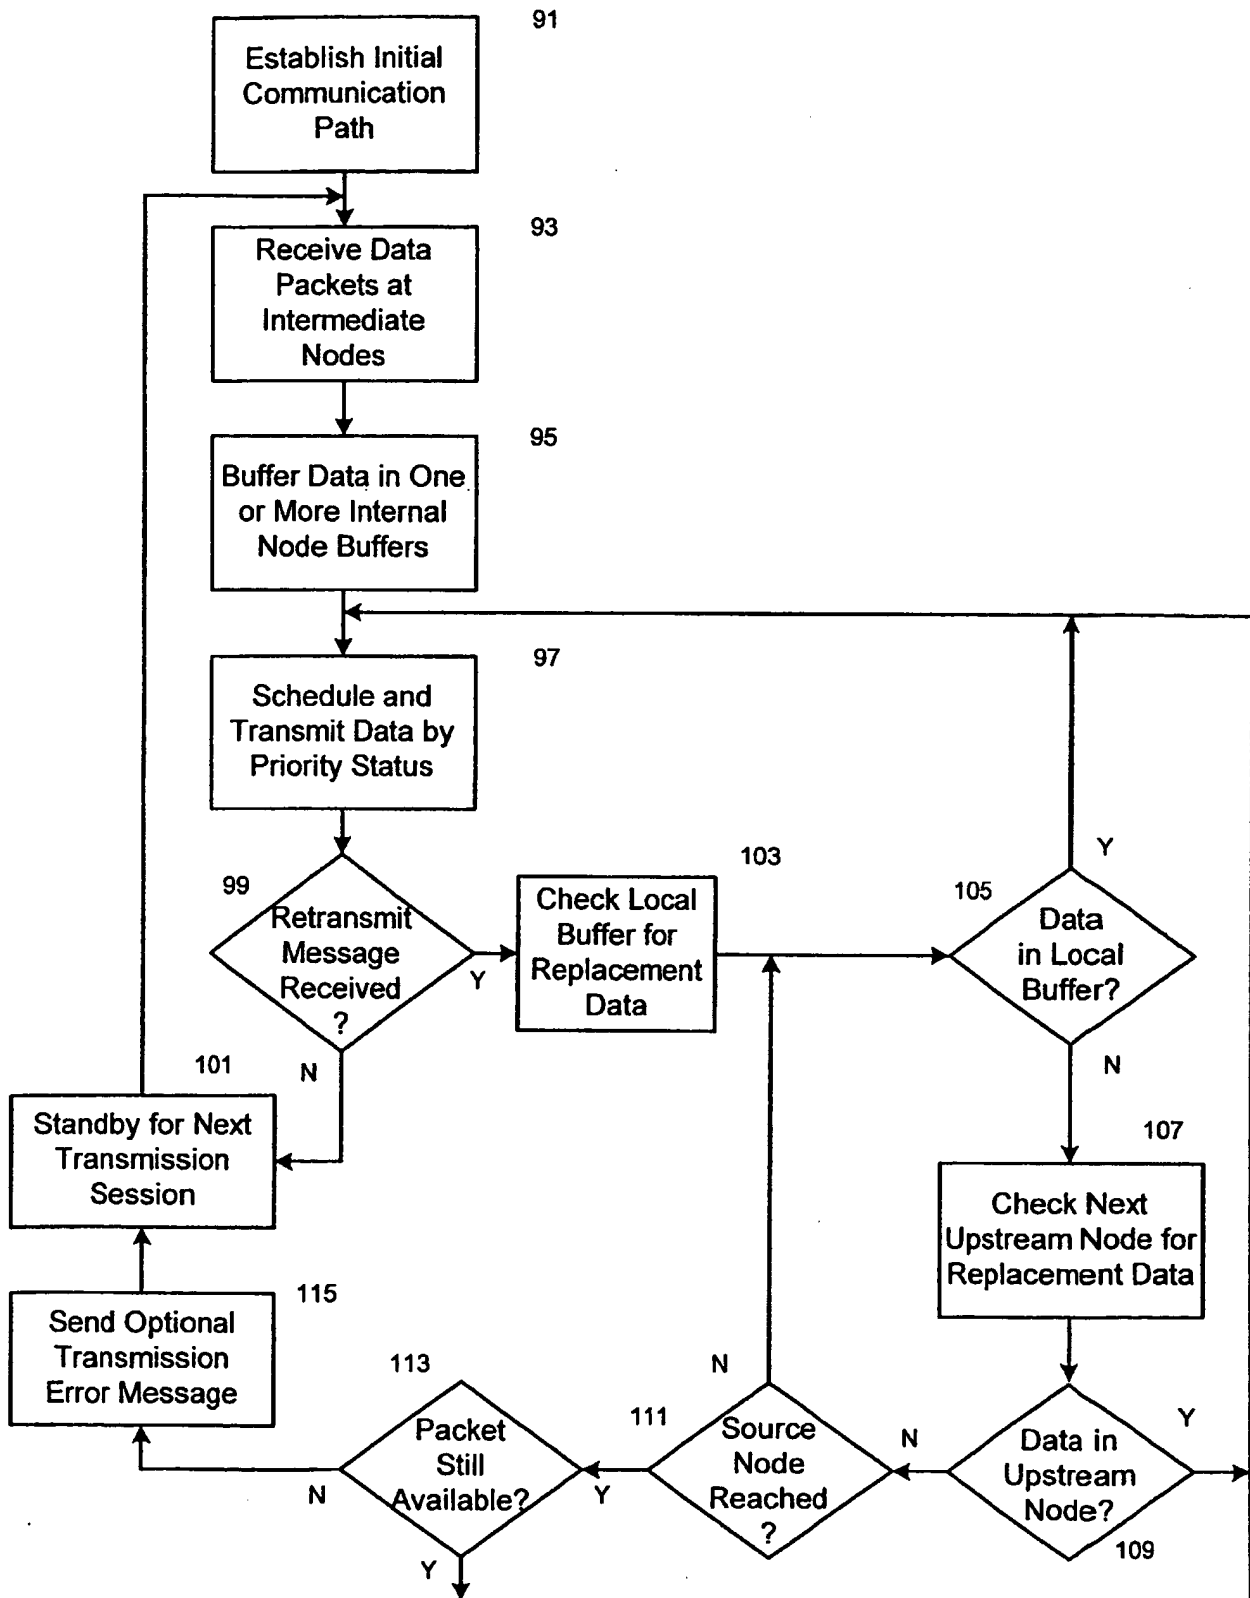 91
Establish Initial
Communication
Path
93
Receive Data
Packets at
Intermediate
Nodes
95
Buffer Data in One
or More Internal
Node Buffers
97
Schedule and
Transmit Data by
Priority Status
99
Retransmit
Message
Received
?
Y
N
103
Check Local
Buffer for
Replacement
Data
105
Data
in Local
Buffer?
Y
N
101
Standby for Next
Transmission
Session
107
Check Next
Upstream Node for
Replacement Data
109
Data in
Upstream
Node?
Y
N
111
Source
Node
Reached
?
N
Y
113
Packet
Still
Available?
N
Y
115
Send Optional
Transmission
Error Message